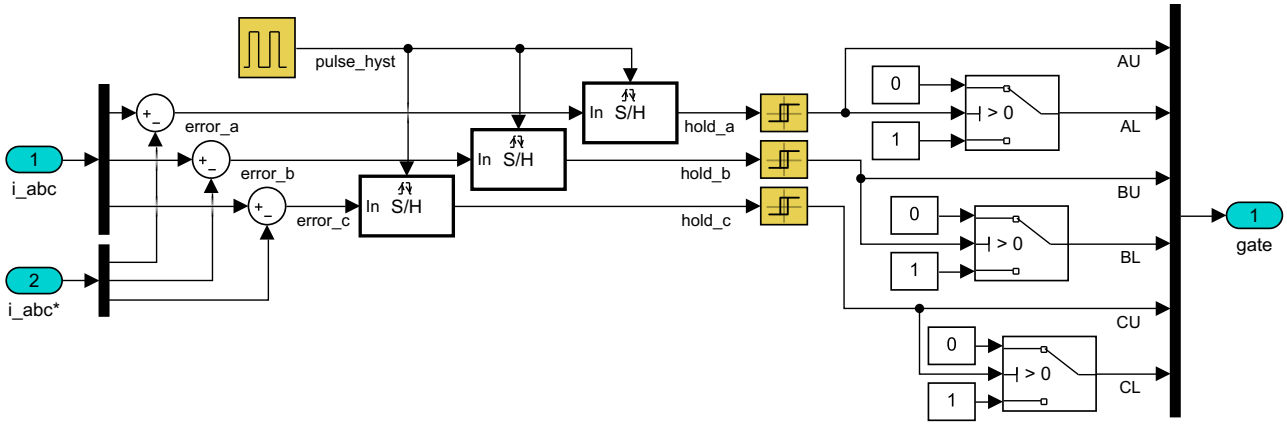 pulse_hyst
AU
0
In
S/H
> 0
+
−
error_a
hold_a
AL
1
1
i_abc
+
−
error_b
In
S/H
hold_b
BU
0
+
−
error_c
In
S/H
hold_c
> 0
BL
1
gate
1
2
i_abc*
CU
0
> 0
CL
1